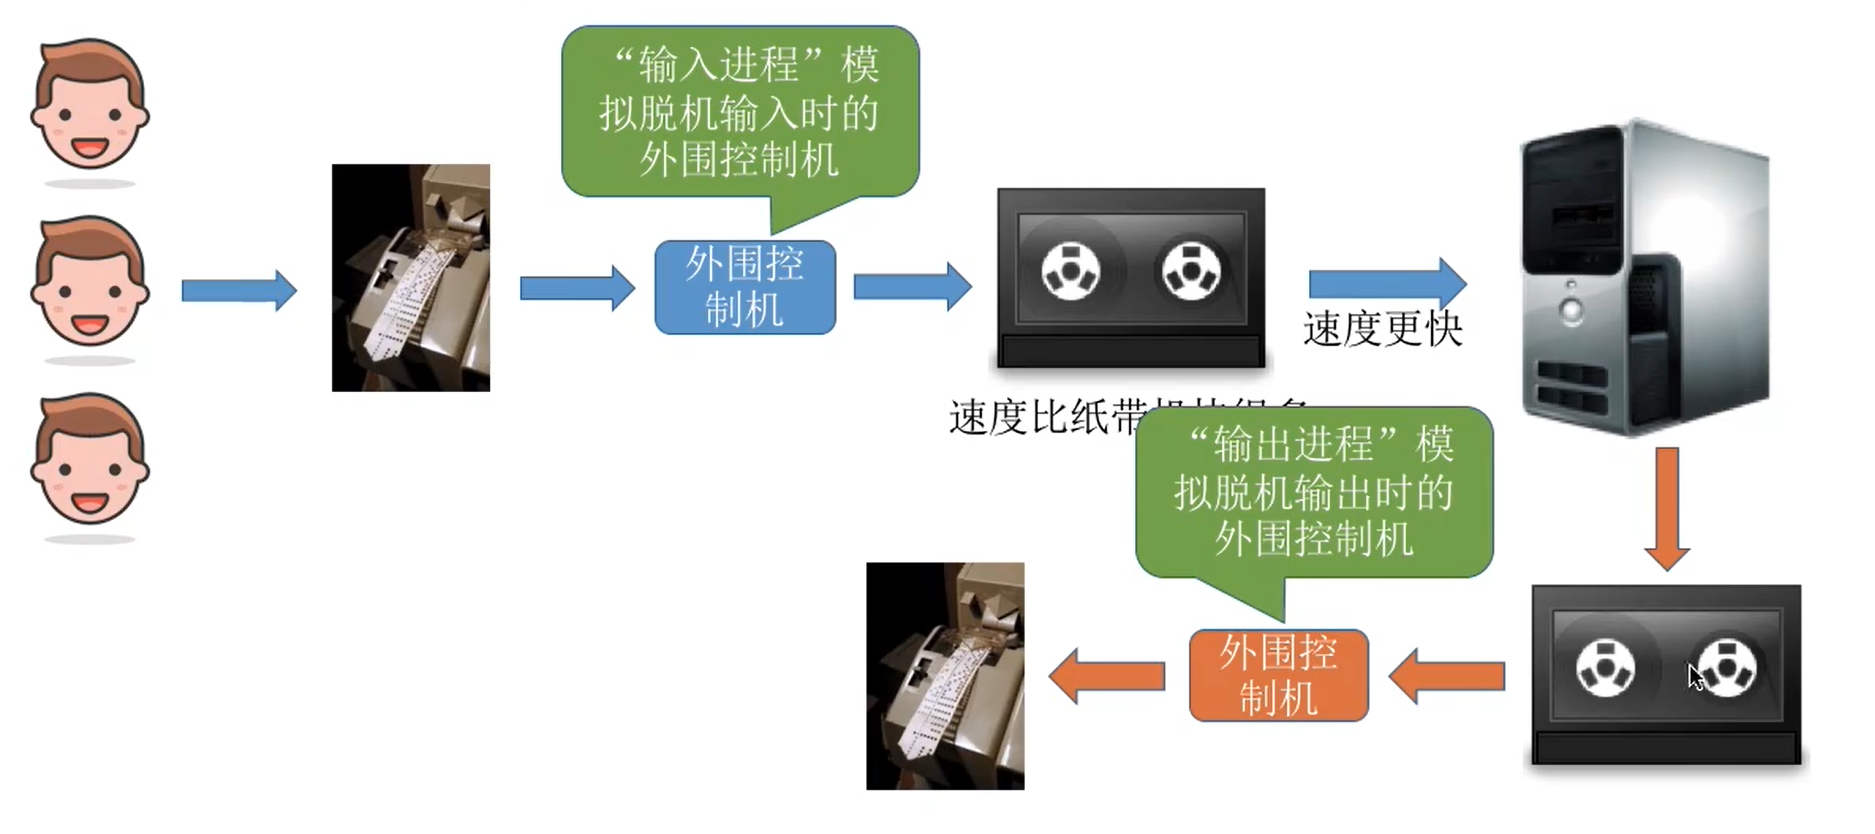 “输入进程”模
拟脱机输入时的
外围控制机
外围控
制机
速度更快
速度比纸带
“输出进程”模
拟脱机输出时的
外围控制机
外围控
制机